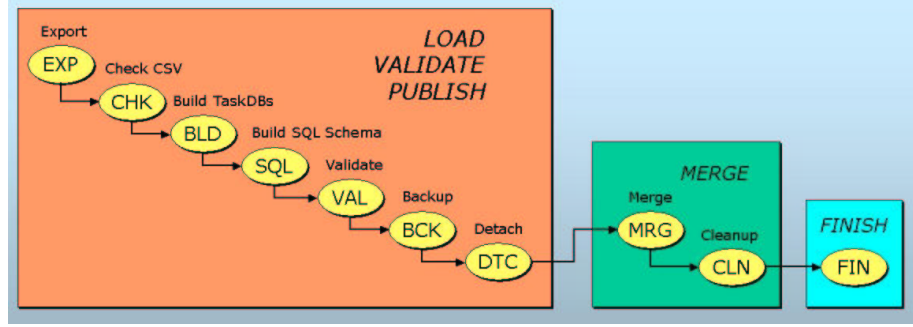 Export
EXP
Check CSV
CHK
Build TaskDBs
BLD
Build SQL Schema
SQL
Validate
VAL
Backup
BCK
Detach
DTC
LOAD
VALIDATE
PUBLISH
MERGE
Merge
MRG
Cleanup
CLN
FINISH
FIN